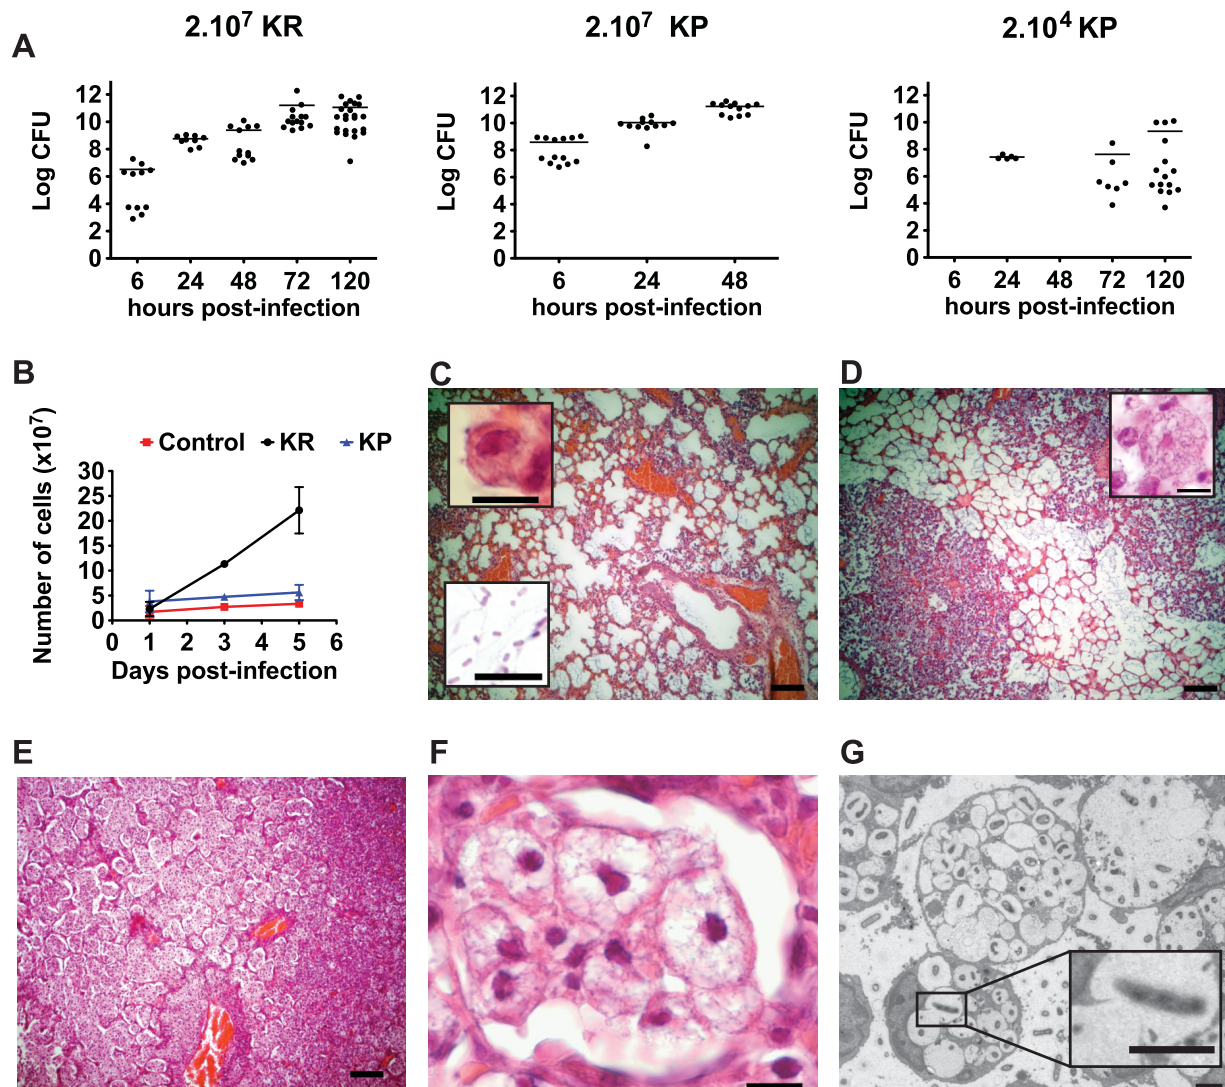 2.10⁷ KR
2.10⁷ KP
2.10⁴ KP
A
Log CFU
12
10
8
6
4
2
0
6 24 48 72 120
hours post-infection
Log CFU
12
10
8
6
4
2
0
6 24 48
hours post-infection
Log CFU
12
10
8
6
4
2
0
6 24 48 72 120
hours post-infection
B
Number of cells (x10⁷)
Control KR KP
30
25
20
15
10
5
0
0 1 2 3 4 5 6
Days post-infection
C
D
E
F
G